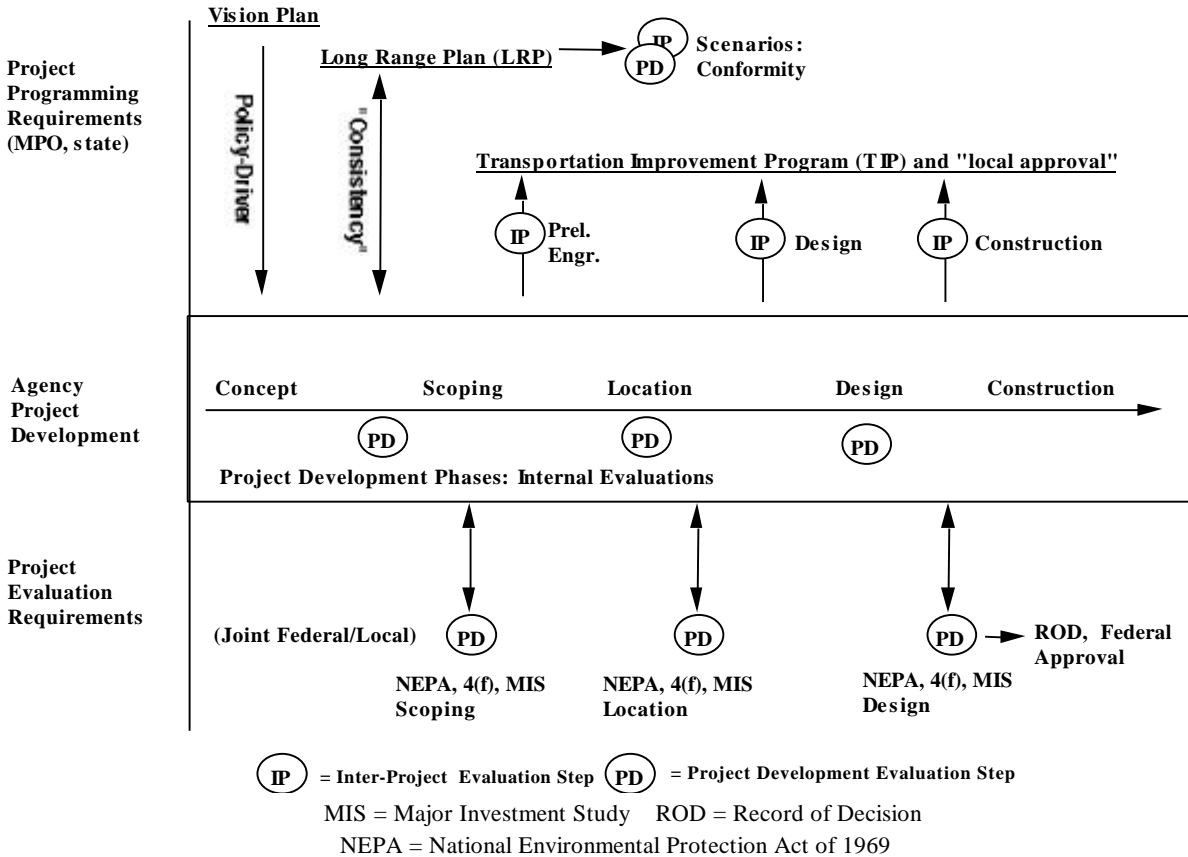 Vision Plan
Long Range Plan (LRP)
IP
PD
Scenarios:
Conformity
Project
Programming
Requirements
(MPO, state)
Policy-Driver
"Consistency"
Transportation Improvement Program (TIP) and "local approval"
IP
Prel.
Engr.
IP
Design
IP
Construction
Agency
Project
Development
Concept
Scoping
Location
Design
Construction
PD
PD
PD
Project Development Phases: Internal Evaluations
Project
Evaluation
Requirements
(Joint Federal/Local)
PD
PD
PD
ROD, Federal
Approval
NEPA, 4(f), MIS
Scoping
NEPA, 4(f), MIS
Location
NEPA, 4(f), MIS
Design
IP = Inter-Project Evaluation Step PD = Project Development Evaluation Step
MIS = Major Investment Study ROD = Record of Decision
NEPA = National Environmental Protection Act of 1969